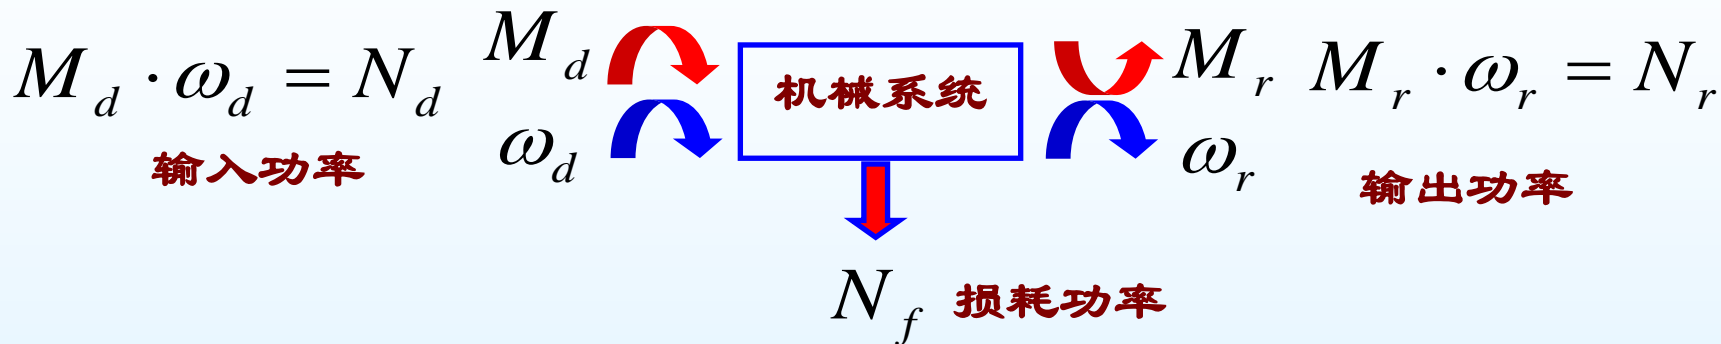 M_d · ω_d = N_d
输入功率
M_d
ω_d
机械系统
M_r
ω_r
M_r · ω_r = N_r
输出功率
N_f 损耗功率